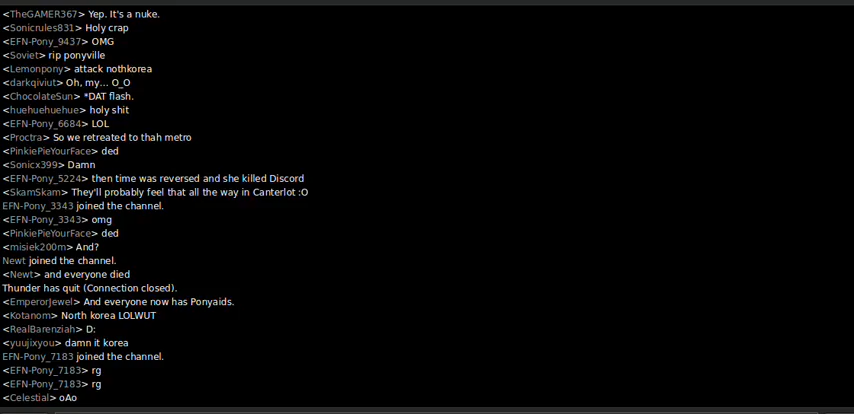 <TheGAMER367> Yep. It's a nuke.
<Sonicrules831> Holy crap
<EFN-Pony_9437> OMG
<Soviet> rip ponyville
<Lemonpony> attack nothkorea
<darkqiviut> Oh, my... O_O
<ChocolateSun> *DAT flash.
<huehuehuehue> holy shit
<EFN-Pony_6684> LOL
<Proctra> So we retreated to thah metro
<PinkiePieYourFace> ded
<Sonicx399> Damn
<EFN-Pony_5224> then time was reversed and she killed Discord
<SkamSkam> They'll probably feel that all the way in Canterlot :O
EFN-Pony_3343 joined the channel.
<EFN-Pony_3343> omg
<PinkiePieYourFace> ded
<misiek200m> And?
Newt joined the channel.
<Newt> and everyone died
Thunder has quit (Connection closed).
<EmperorJewel> And everyone now has Ponyaids.
<Kotanom> North korea LOLWUT
<RealBarenziah> D:
<yuujixyou> damn it korea
EFN-Pony_7183 joined the channel.
<EFN-Pony_7183> rg
<EFN-Pony_7183> rg
<Celestial> oAo